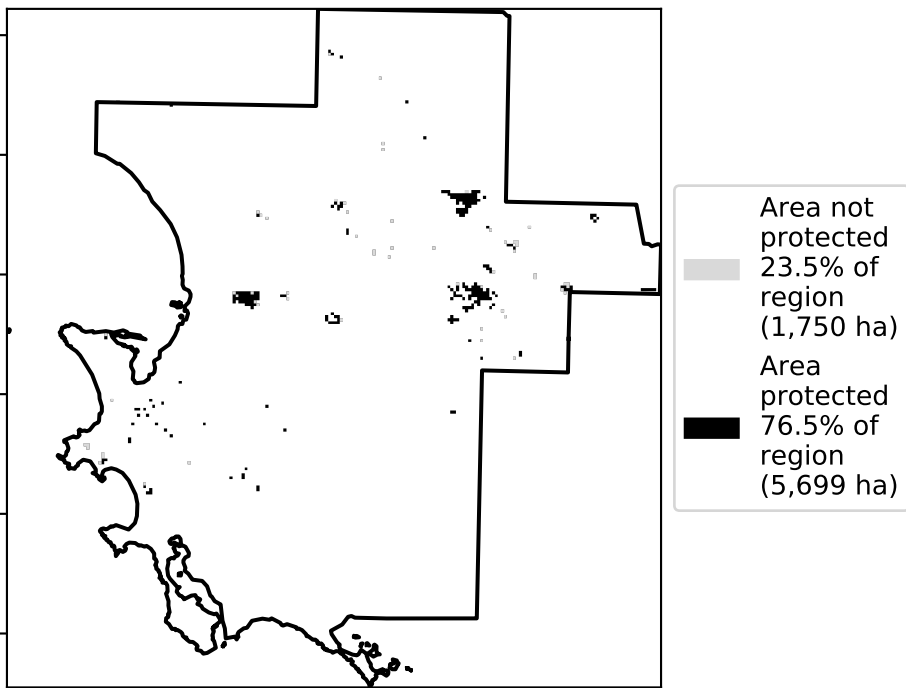 Area not
protected
23.5% of
region
(1,750 ha)
Area
protected
76.5% of
region
(5,699 ha)